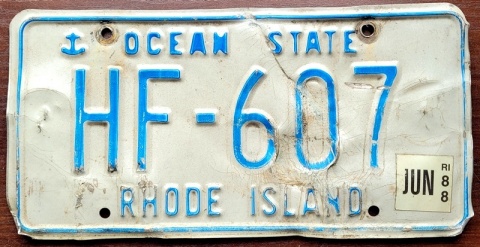 OCEAN STATE
HF-607
RHODE ISLAND
JUN RI 88